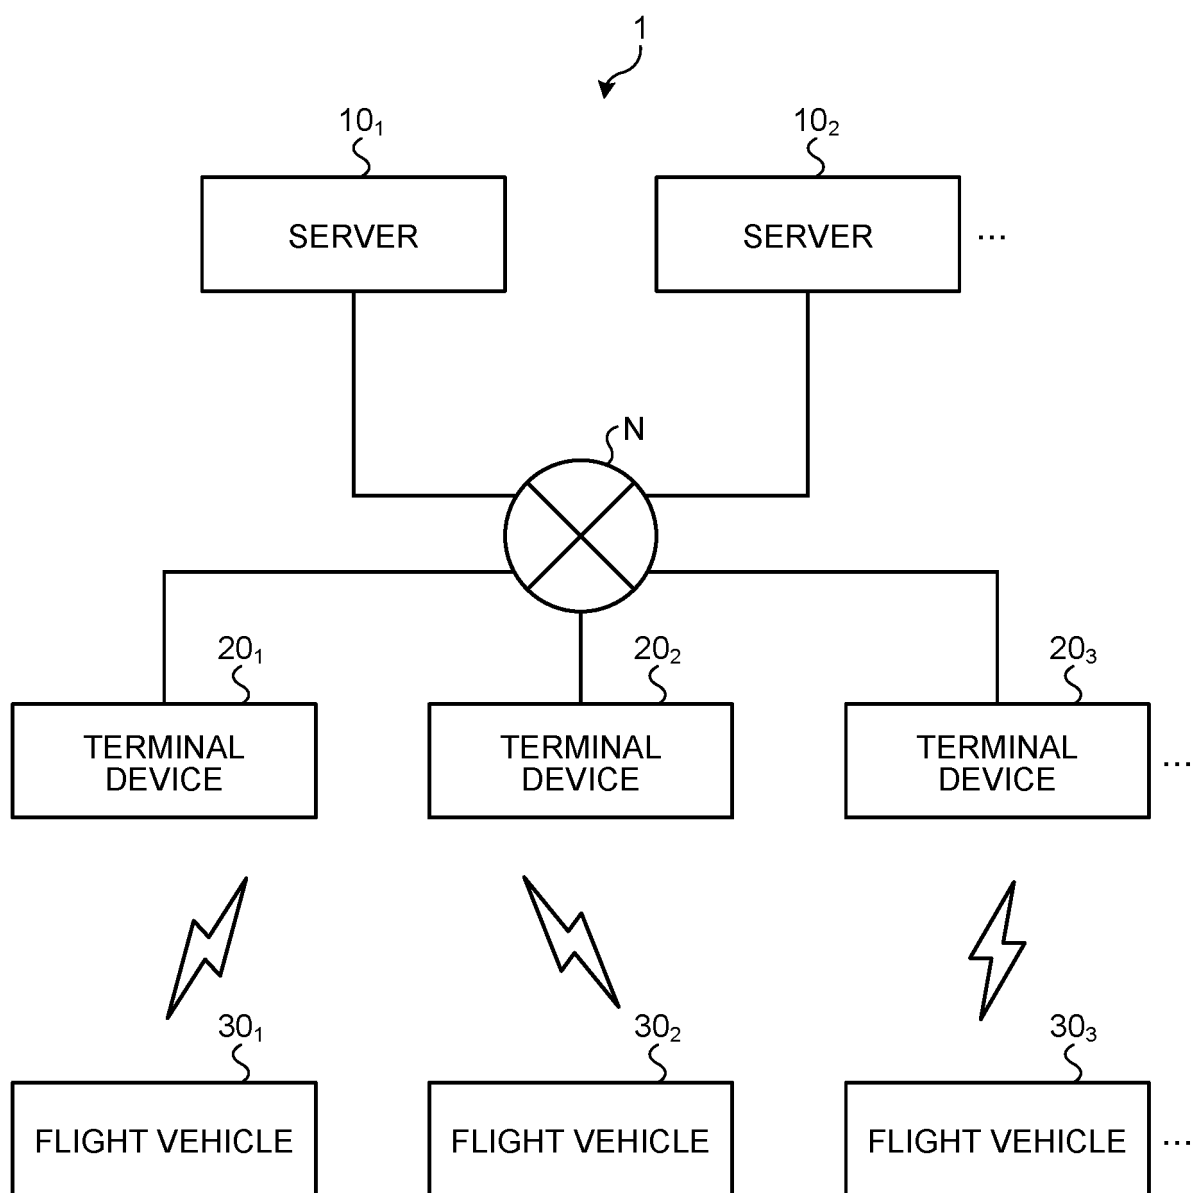 1
10₁ 10₂
SERVER SERVER ...
N
20₁ 20₂ 20₃
TERMINAL DEVICE TERMINAL DEVICE TERMINAL DEVICE ...
30₁ 30₂ 30₃
FLIGHT VEHICLE FLIGHT VEHICLE FLIGHT VEHICLE ...